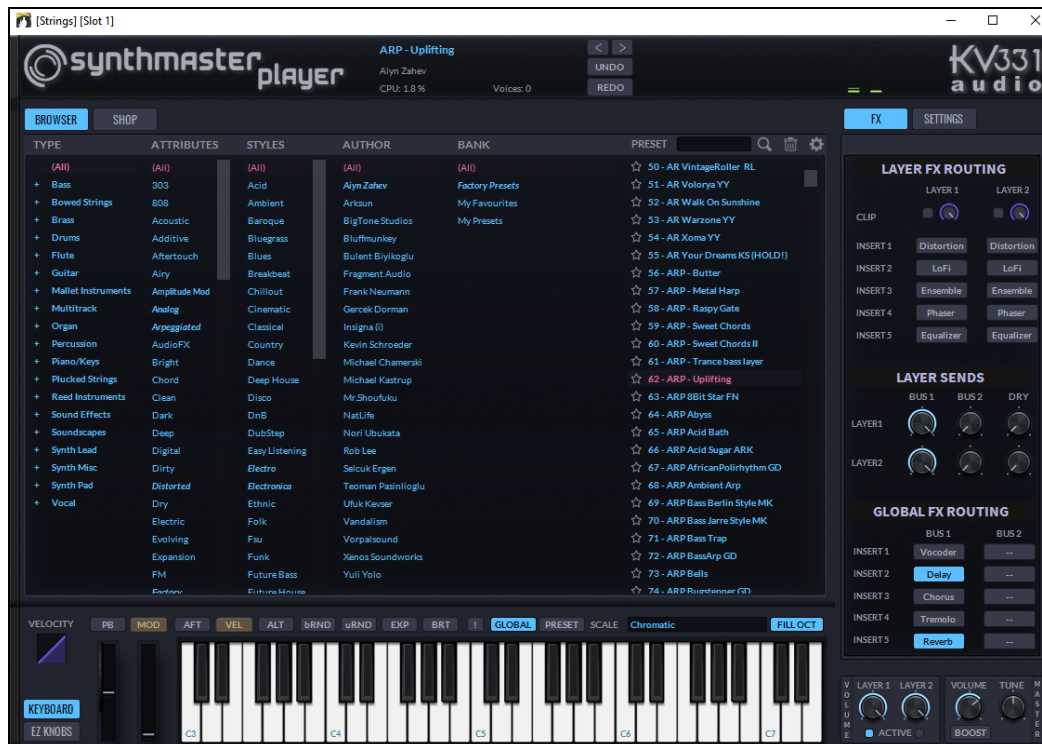 [Strings] [Slot 1]
synthmaster player
ARP - Uplifting
Aiyn Zahev
CPU: 1.8 %
Voices: 0
< >
UNDO
REDO
KV331 audio
BROWSER SHOP
FX SETTINGS
TYPE ATTRIBUTES STYLES AUTHOR BANK PRESET
(All) (All) (All) (All) (All) 50 - AR VintageRoller RL
+ Bass 303 Acid Aiyn Zahev Factory Presets 51 - AR Volorya YY
+ Bowed Strings 808 Ambient Arksun My Favourites 52 - AR Walk On Sunshine
+ Brass Acoustic Baroque BigTone Studios My Presets 53 - AR Warzone YY
+ Drums Additive Bluegrass Bluffmunkey 54 - AR Xoma YY
+ Flute Aftertouch Blues Bulent Biyikoglu 55 - AR Your Dreams KS (HOLD!)
+ Guitar Airy Breakbeat Fragment Audio 56 - ARP - Butter
+ Mallet Instruments Amplitude Mod Chillout Frank Neumann 57 - ARP - Metal Harp
+ Multitrack Analog Cinematic Gercek Dorman 58 - ARP - Raspy Gate
+ Organ Arpeggiated Classical Insigna (i) 59 - ARP - Sweet Chords
+ Percussion AudioFX Country Kevin Schroeder 60 - ARP - Sweet Chords II
+ Piano/Keys Bright Dance Michael Chamerski 61 - ARP - Trance bass layer
+ Plucked Strings Chord Deep House Michael Kastrup 62 - ARP - Uplifting
+ Reed Instruments Clean Disco Mr.Shoufuku 63 - ARP 8Bit Star FN
+ Sound Effects Dark DnB NatLife 64 - ARP Abyss
+ Soundscapes Deep DubStep Nori Ubukata 65 - ARP Acid Bath
+ Synth Lead Digital Easy Listening Rob Lee 66 - ARP Acid Sugar ARK
+ Synth Misc Dirty Electro Selcuk Ergen 67 - ARP AfricanPolirhythm GD
+ Synth Pad Distorted Electronica Teoman Pasinlioglu 68 - ARP Ambient Arp
+ Vocal Dry Ethnic Ufuk Kevser 69 - ARP Bass Berlin Style MK
Electric Folk Vandalism 70 - ARP Bass Jarre Style MK
Evolving Fsu Vorpalsound 71 - ARP Bass Trap
Expansion Funk Xenos Soundworks 72 - ARP BassArp GD
FM Future Bass Yuli Yolo 73 - ARP Bells
Factory Future House 74 - ARP Bugstepper GD
LAYER FX ROUTING
LAYER 1 LAYER 2
CLIP
INSERT 1 Distortion Distortion
INSERT 2 LoFi LoFi
INSERT 3 Ensemble Ensemble
INSERT 4 Phaser Phaser
INSERT 5 Equalizer Equalizer
LAYER SENDS
BUS 1 BUS 2 DRY
LAYER1
LAYER2
GLOBAL FX ROUTING
BUS 1 BUS 2
INSERT 1 Vocoder --
INSERT 2 Delay --
INSERT 3 Chorus --
INSERT 4 Tremolo --
INSERT 5 Reverb --
VELOCITY PB MOD AFT VEL ALT bRND uRND EXP BRT ! GLOBAL PRESET SCALE Chromatic FILL OCT
KEYBOARD
EZ KNOBS
C3 C4 C5 C6 C7
VOLUME LAYER 1 LAYER 2
ACTIVE
VOLUME TUNE MASTER
BOOST